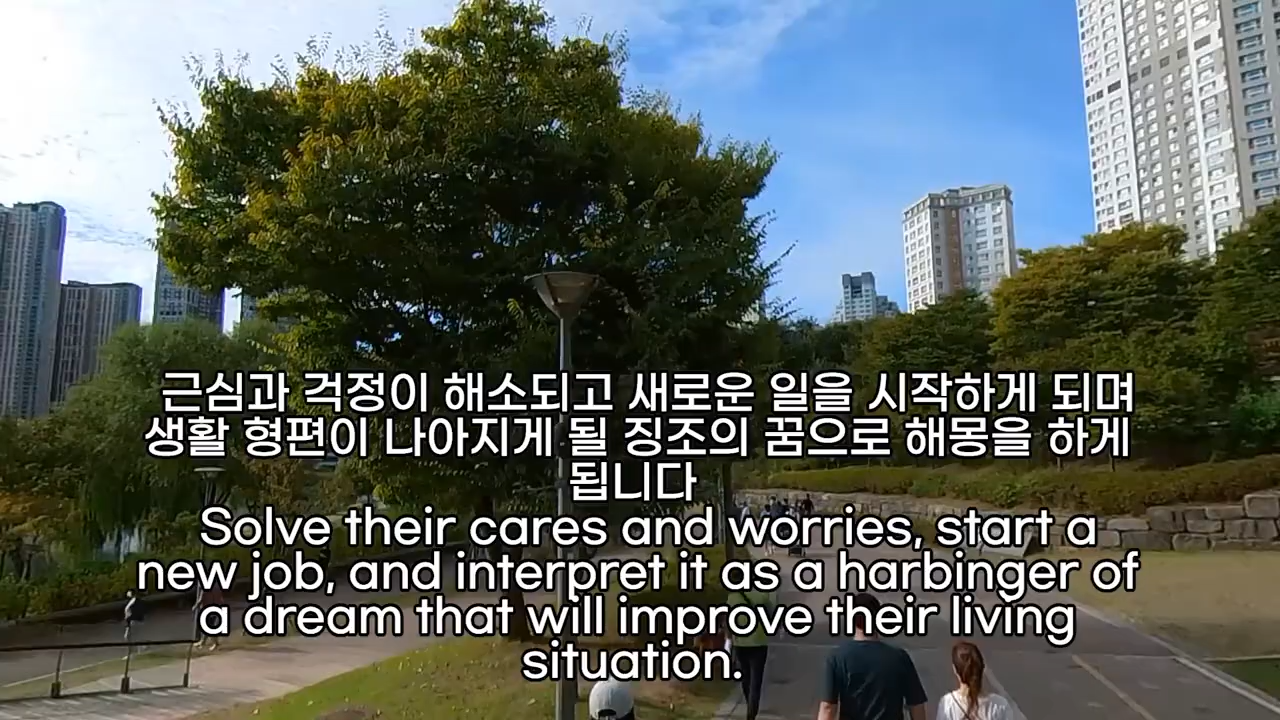 근심과 걱정이 해소되고 새로운 일을 시작하게 되며
생활 형편이 나아지게 될 징조의 꿈으로 해몽을 하게
됩니다
Solve their cares and worries, start a
new job, and interpret it as a harbinger of
a dream that will improve their living
situation.